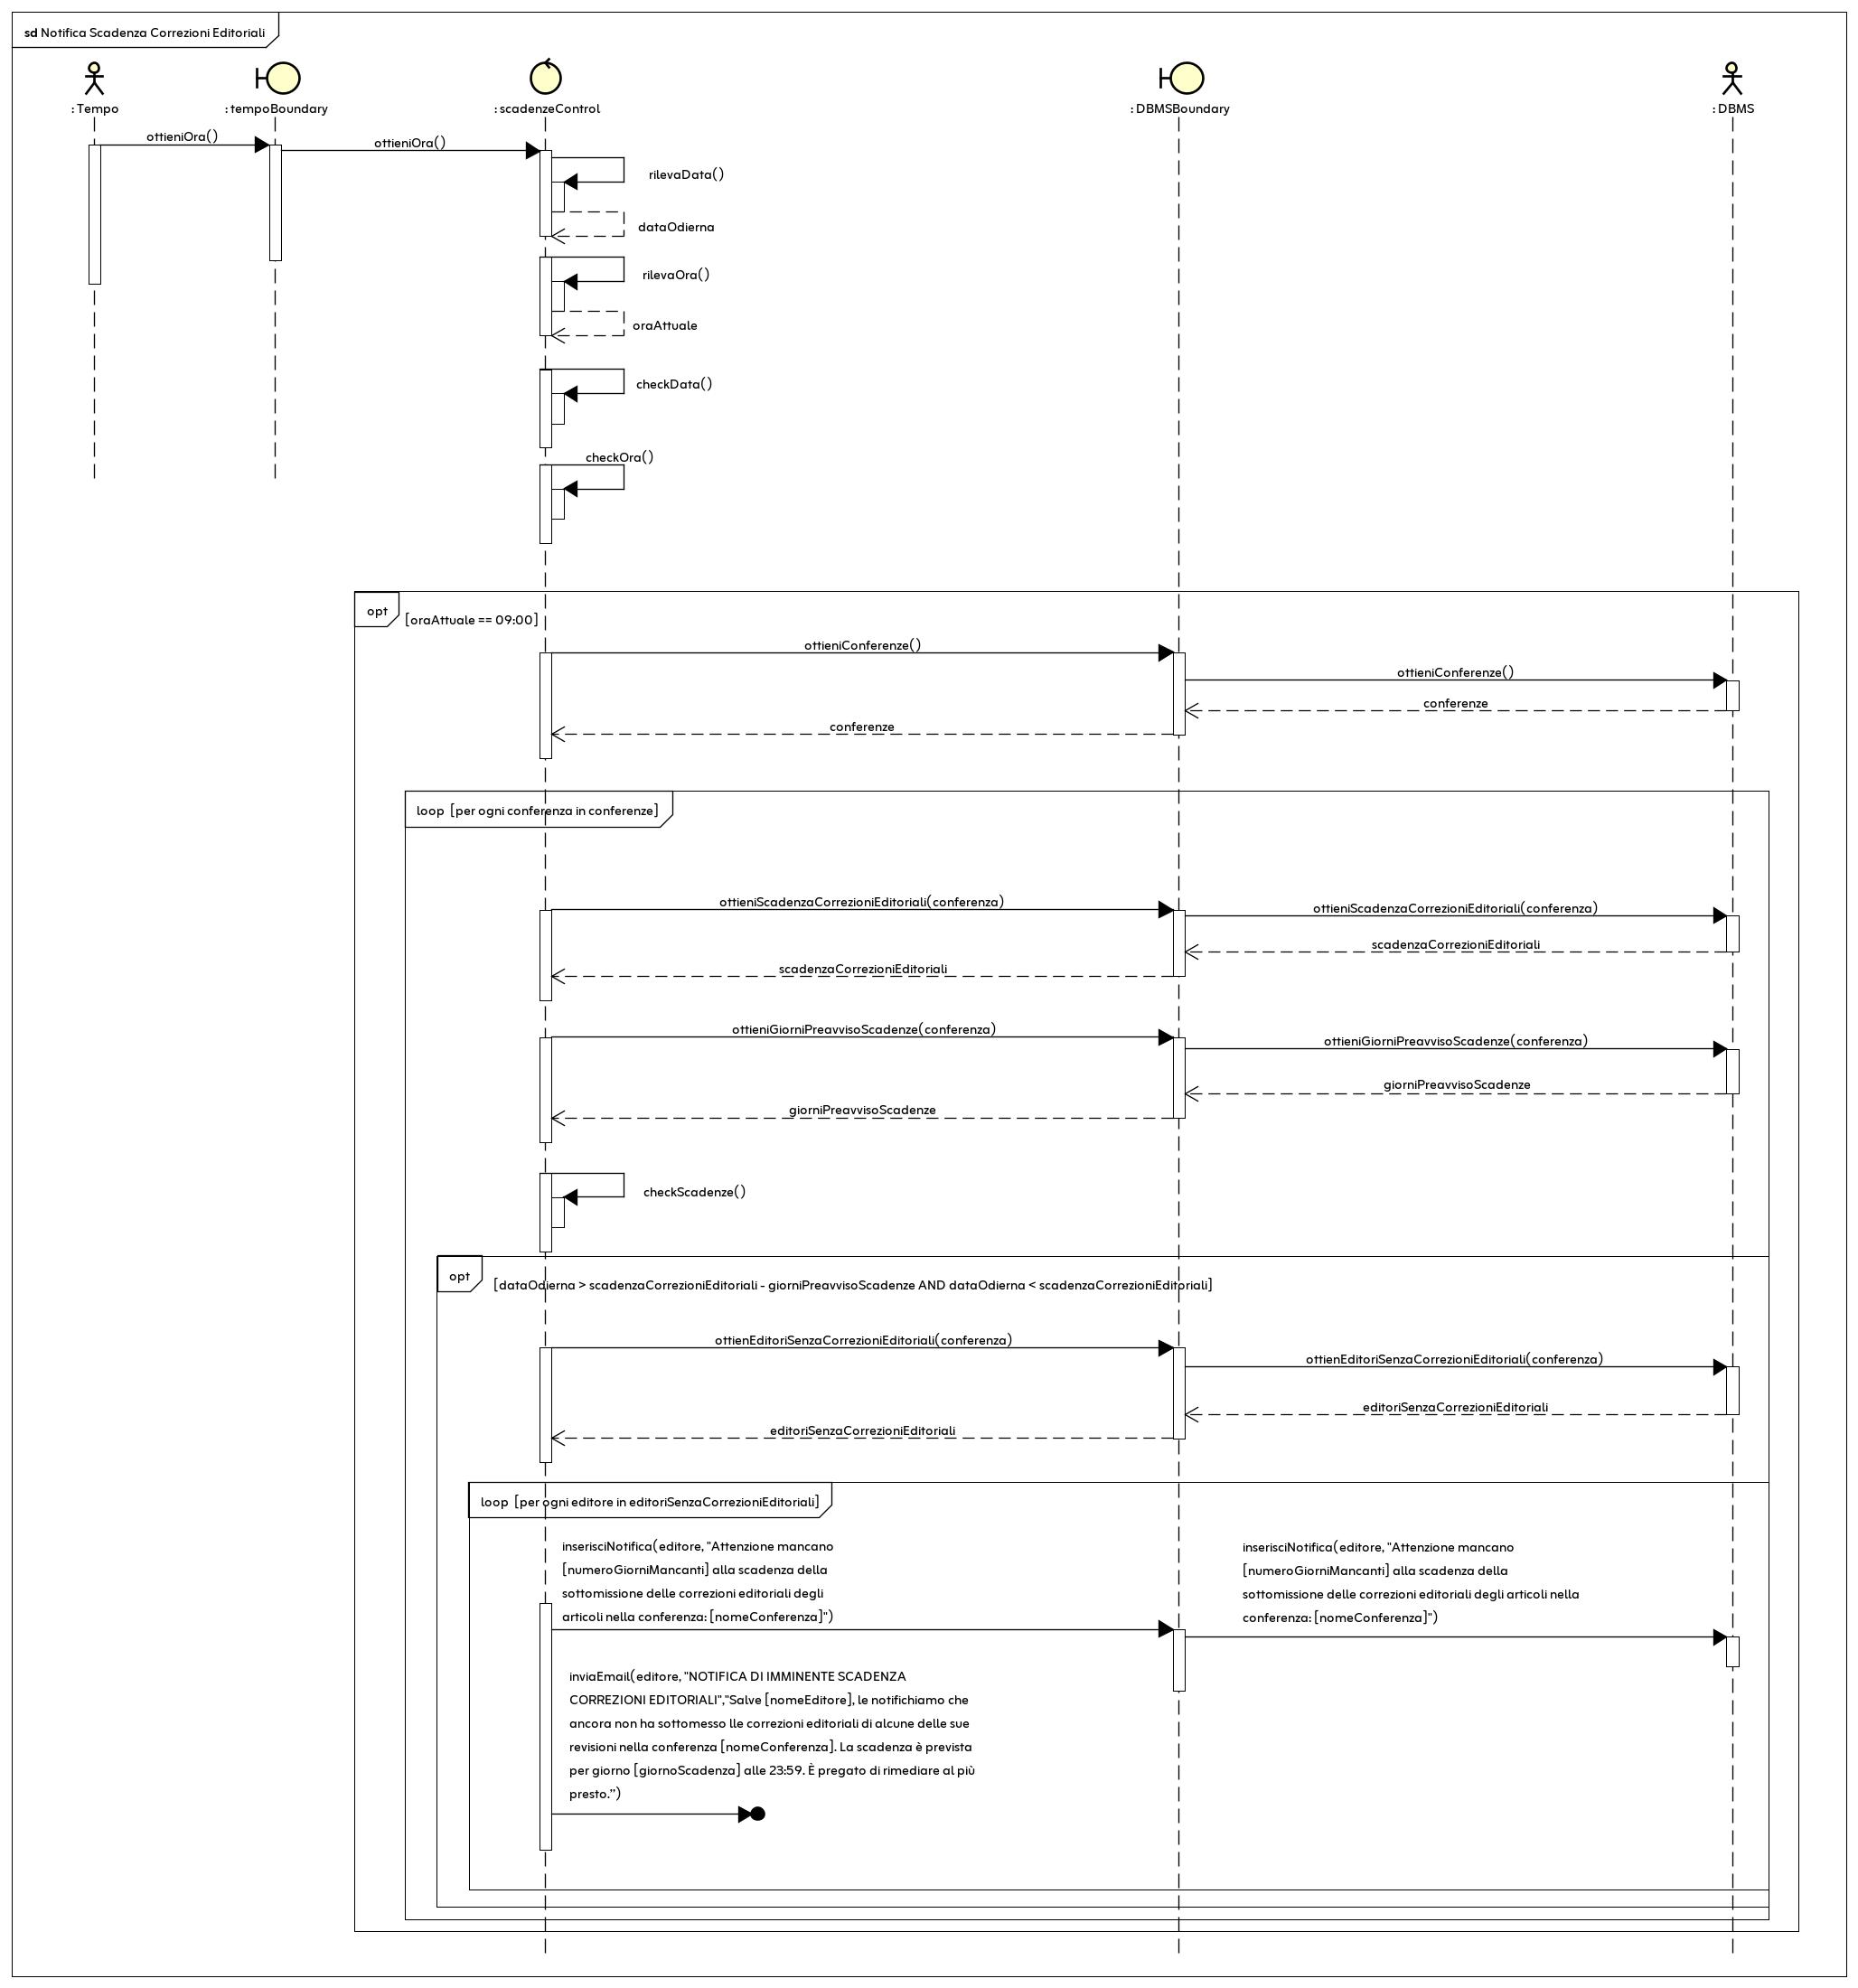 sd Notifica Scadenza Correzioni Editoriali
: Tempo
: tempoBoundary
: scadenzeControl
: DBMSBoundary
: DBMS
ottieniOra()
ottieniOra()
rilevaData()
dataOdierna
rilevaOra()
oraAttuale
checkData()
checkOra()
opt
[oraAttuale == 09:00]
ottieniConferenze()
ottieniConferenze()
conferenze
conferenze
loop [per ogni conferenza in conferenze]
ottieniScadenzaCorrezioniEditoriali(conferenza)
ottieniScadenzaCorrezioniEditoriali(conferenza)
scadenzaCorrezioniEditoriali
scadenzaCorrezioniEditoriali
ottieniGiorniPreavvisoScadenze(conferenza)
ottieniGiorniPreavvisoScadenze(conferenza)
giorniPreavvisoScadenze
giorniPreavvisoScadenze
checkScadenze()
opt
[dataOdierna > scadenzaCorrezioniEditoriali - giorniPreavvisoScadenze AND dataOdierna < scadenzaCorrezioniEditoriali]
ottienEditoriSenzaCorrezioniEditoriali(conferenza)
ottienEditoriSenzaCorrezioniEditoriali(conferenza)
editoriSenzaCorrezioniEditoriali
editoriSenzaCorrezioniEditoriali
loop [per ogni editore in editoriSenzaCorrezioniEditoriali]
inserisciNotifica(editore, "Attenzione mancano
[numeroGiorniMancanti] alla scadenza della
sottomissione delle correzioni editoriali degli
articoli nella conferenza: [nomeConferenza]")
inserisciNotifica(editore, "Attenzione mancano
[numeroGiorniMancanti] alla scadenza della
sottomissione delle correzioni editoriali degli articoli nella
conferenza: [nomeConferenza]")
inviaEmail(editore, "NOTIFICA DI IMMINENTE SCADENZA
CORREZIONI EDITORIALI","Salve [nomeEditore], le notifichiamo che
ancora non ha sottomesso lle correzioni editoriali di alcune delle sue
revisioni nella conferenza [nomeConferenza]. La scadenza è prevista
per giorno [giornoScadenza] alle 23:59. È pregato di rimediare al più
presto.")